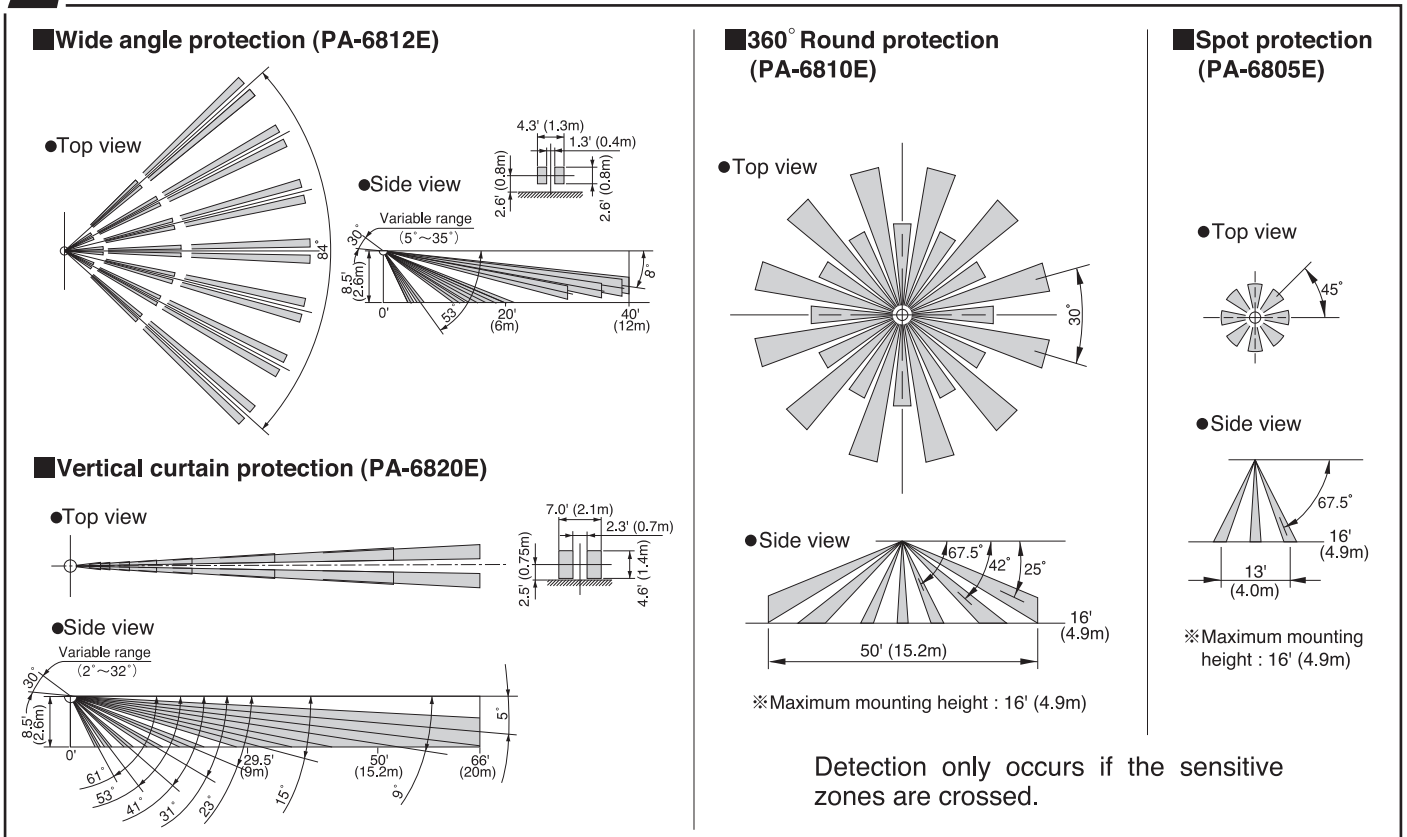 ■Wide angle protection (PA-6812E)
●Top view
84°
●Side view
Variable range
(5°～35°)
30°
8.5'
(2.6m)
0'
53°
20'
(6m)
40'
(12m)
8°
4.3' (1.3m)
1.3' (0.4m)
2.6' (0.8m)
2.6' (0.8m)
■Vertical curtain protection (PA-6820E)
●Top view
7.0' (2.1m)
2.3' (0.7m)
2.5' (0.75m)
4.6' (1.4m)
●Side view
Variable range
(2°～32°)
30°
8.5'
(2.6m)
0'
29.5'
(9m)
50'
(15.2m)
66'
(20m)
5°
61°
53°
41°
31°
23°
15°
9°
■360° Round protection
(PA-6810E)
●Top view
30°
●Side view
67.5°
42°
25°
16'
(4.9m)
50' (15.2m)
※Maximum mounting height : 16' (4.9m)
■Spot protection
(PA-6805E)
●Top view
45°
●Side view
67.5°
16'
(4.9m)
13'
(4.0m)
※Maximum mounting
height : 16' (4.9m)
Detection only occurs if the sensitive
zones are crossed.